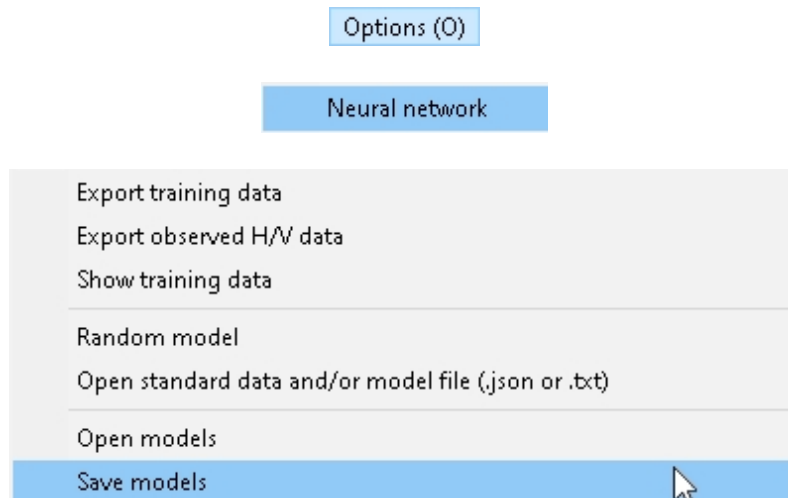 Options (O)
Neural network
Export training data
Export observed H/V data
Show training data
Random model
Open standard data and/or model file (.json or .txt)
Open models
Save models